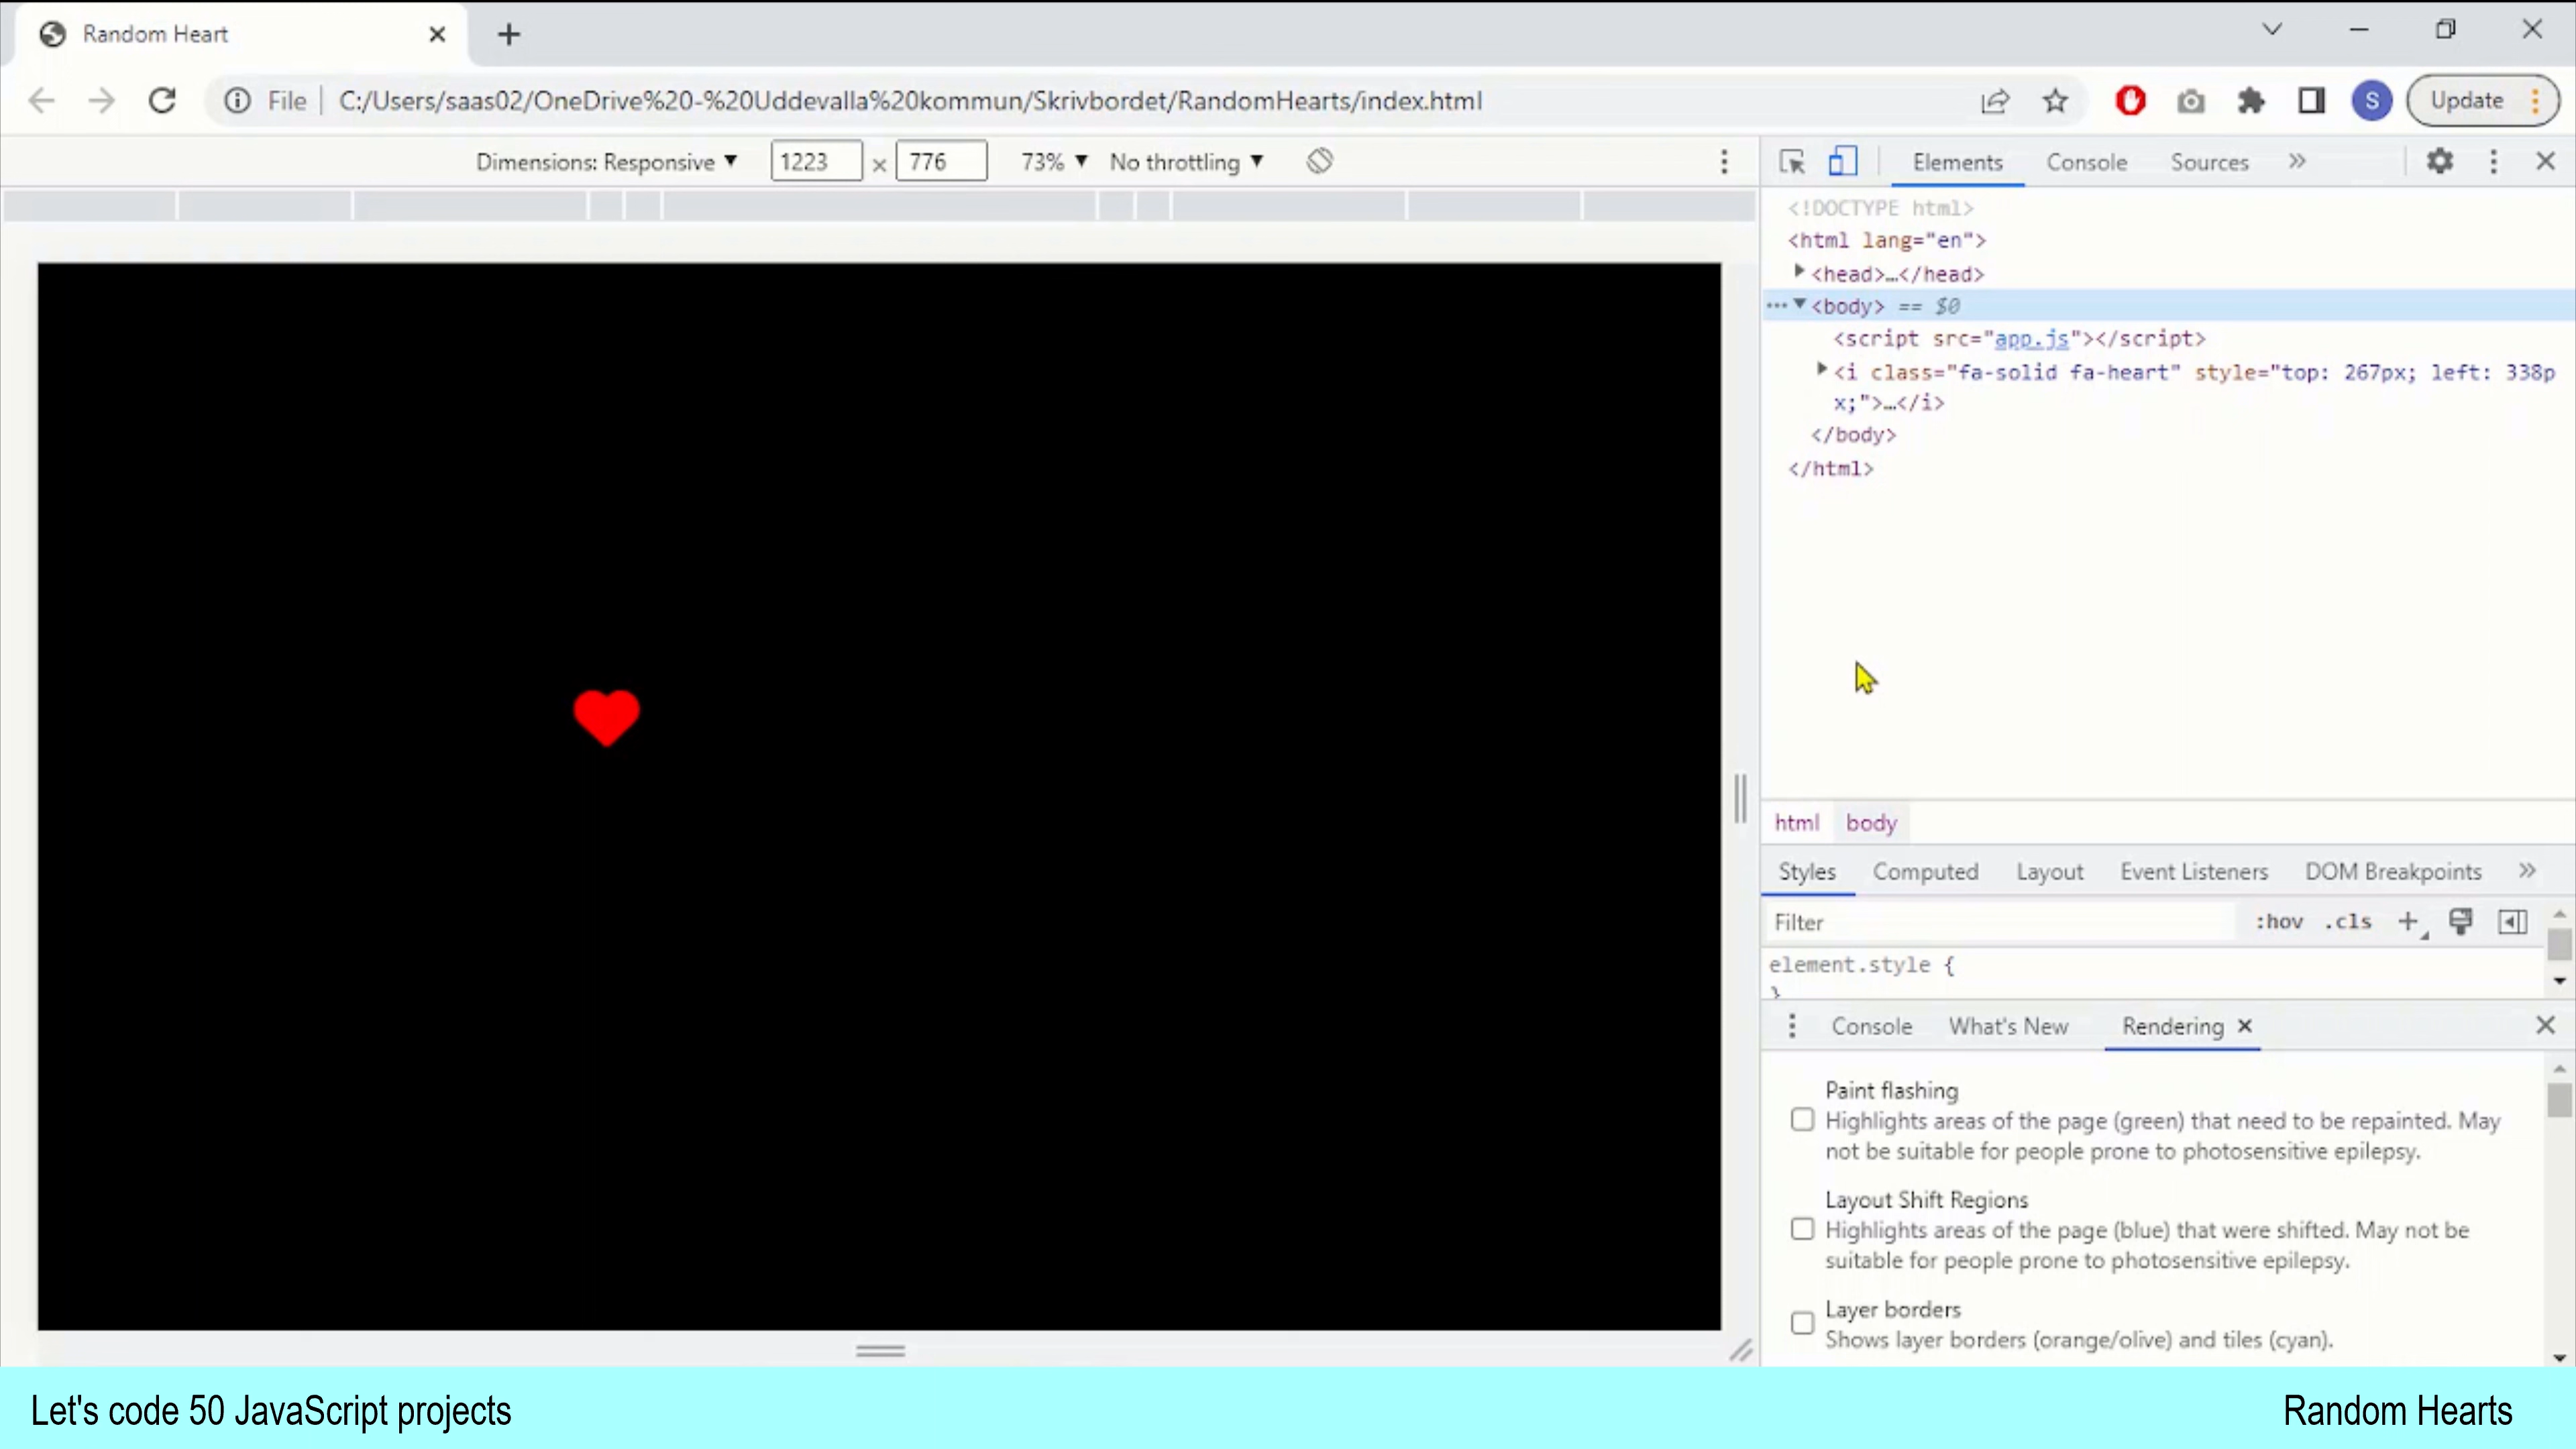 Random Heart
File
C:/Users/saas02/OneDrive%20-%20Uddevalla%20kommun/Skrivbordet/RandomHearts/index.html
S
Update
Dimensions: Responsive
1223 x 776
73%
No throttling
Elements
Console
Sources
<!DOCTYPE html>
<html lang="en">
<head>…</head>
<body> == $0
<script src="app.js"></script>
<i class="fa-solid fa-heart" style="top: 267px; left: 338p
x;">…</i>
</body>
</html>
html
body
Styles
Computed
Layout
Event Listeners
DOM Breakpoints
Filter
:hov
.cls
element.style {
}
Console
What's New
Rendering
Paint flashing
Highlights areas of the page (green) that need to be repainted. May
not be suitable for people prone to photosensitive epilepsy.
Layout Shift Regions
Highlights areas of the page (blue) that were shifted. May not be
suitable for people prone to photosensitive epilepsy.
Layer borders
Shows layer borders (orange/olive) and tiles (cyan).
Let's code 50 JavaScript projects
Random Hearts